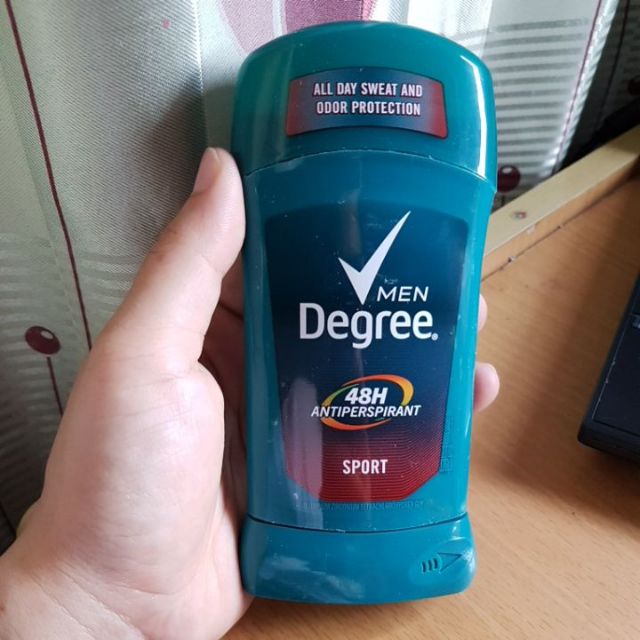 ALL DAY SWEAT AND
ODOR PROTECTION
MEN
Degree®
48H
ANTIPERSPIRANT
SPORT